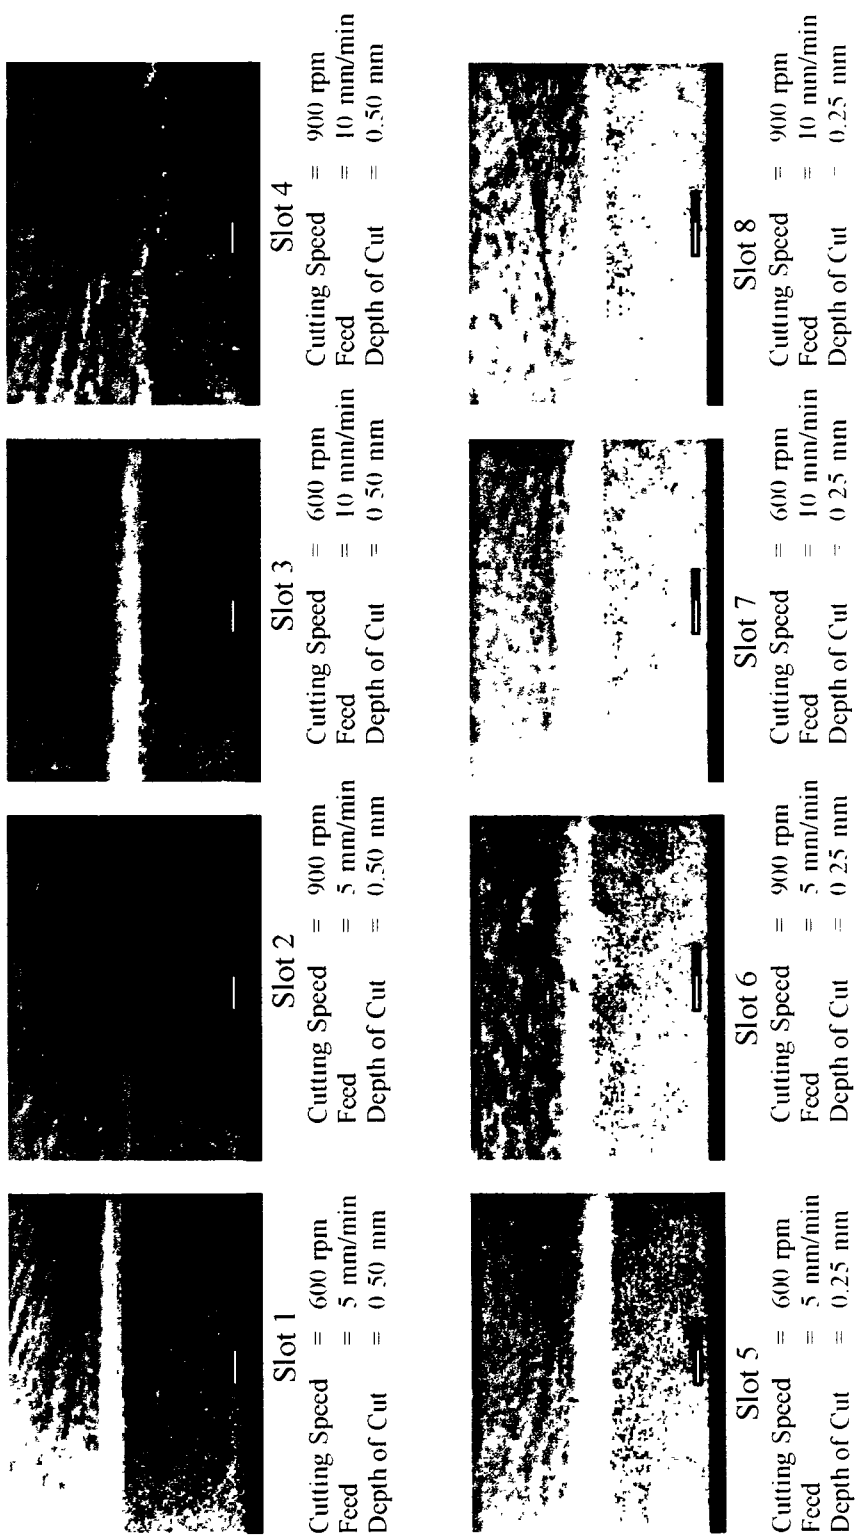 Slot 1
Cutting Speed = 600 rpm
Feed = 5 mm/min
Depth of Cut = 0 50 mm
Slot 2
Cutting Speed = 900 rpm
Feed = 5 mm/min
Depth of Cut = 0.50 mm
Slot 3
Cutting Speed = 600 rpm
Feed = 10 mm/min
Depth of Cut = 0 50 mm
Slot 4
Cutting Speed = 900 rpm
Feed = 10 mm/min
Depth of Cut = 0.50 mm
Slot 5
Cutting Speed = 600 rpm
Feed = 5 mm/min
Depth of Cut = 0.25 mm
Slot 6
Cutting Speed = 900 rpm
Feed = 5 mm/min
Depth of Cut = 0 25 mm
Slot 7
Cutting Speed = 600 rpm
Feed = 10 mm/min
Depth of Cut = 0 25 mm
Slot 8
Cutting Speed = 900 rpm
Feed = 10 mm/min
Depth of Cut - 0.25 mm